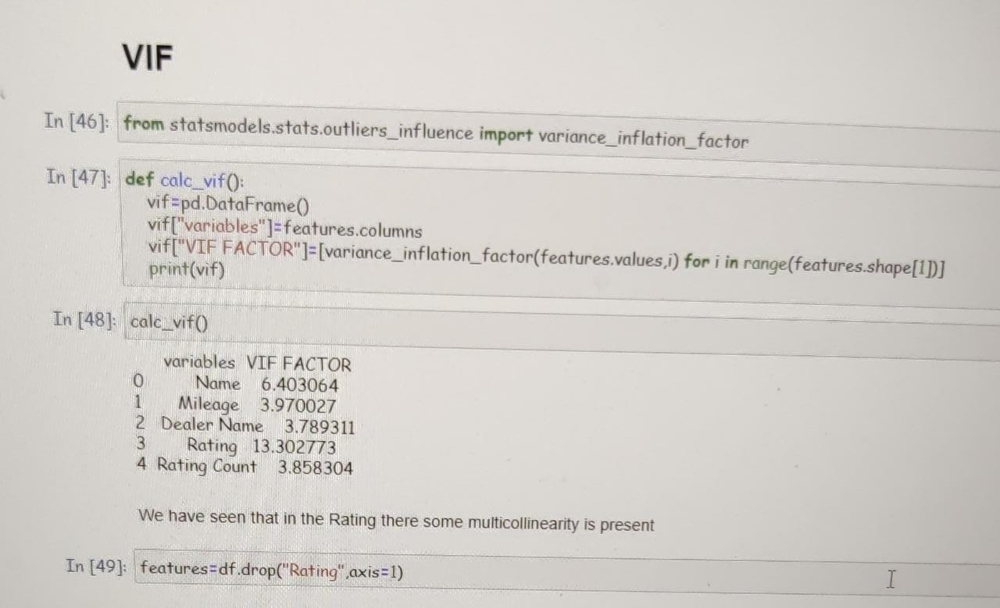 VIF
In [46]: from statsmodels.stats.outliers_influence import variance_inflation_factor
In [47]: def calc_vif():
vif=pd.DataFrame()
vif["variables"]=features.columns
vif["VIF FACTOR"]=[variance_inflation_factor(features.values,i) for i in range(features.shape[1])]
print(vif)
In [48]: calc_vif()
variables VIF FACTOR
0 Name 6.403064
1 Mileage 3.970027
2 Dealer Name 3.789311
3 Rating 13.302773
4 Rating Count 3.858304
We have seen that in the Rating there some multicollinearity is present
In [49]: features=df.drop("Rating",axis=1)